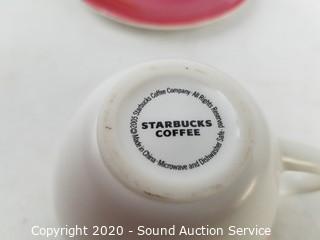 ©2005 Starbucks Coffee Company · All Rights Reserved · Microwave and Dishwasher Safe · Made in China ·
STARBUCKS
COFFEE
Copyright 2020 - Sound Auction Service